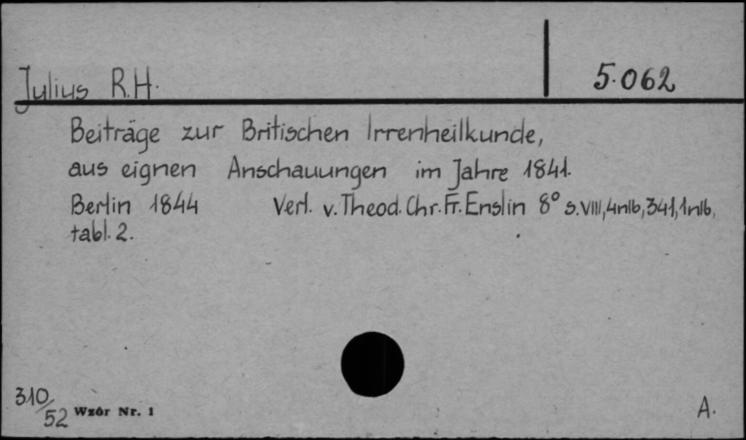 Julius R.H.
5.062
Beiträge zur Britischen Irrenheilkunde,
aus eignen Anschauungen im Jahre 1841.
Berlin 1844 Verl. v. Theod. Chr. Fr. Enslin 8° s. VIII, 4nlb, 341, 1nlb,
tabl. 2.
310/52 Wzór Nr. 1
A.